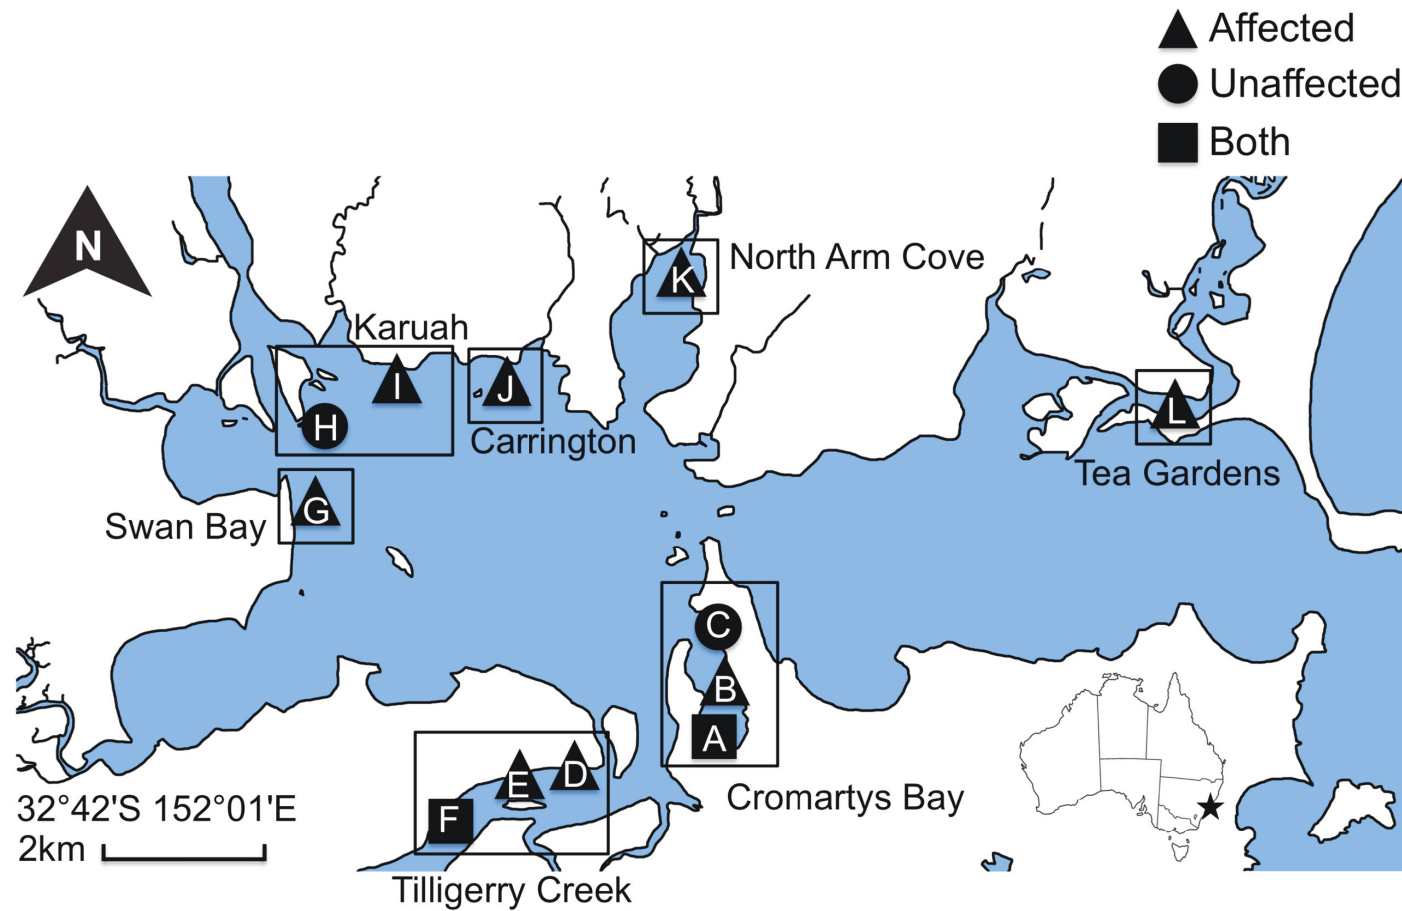 Affected
Unaffected
Both
N
K
North Arm Cove
Karuah
I
J
H
Carrington
L
Tea Gardens
G
Swan Bay
C
B
A
Cromartys Bay
D
E
F
Tilligerry Creek
32°42'S 152°01'E
2km